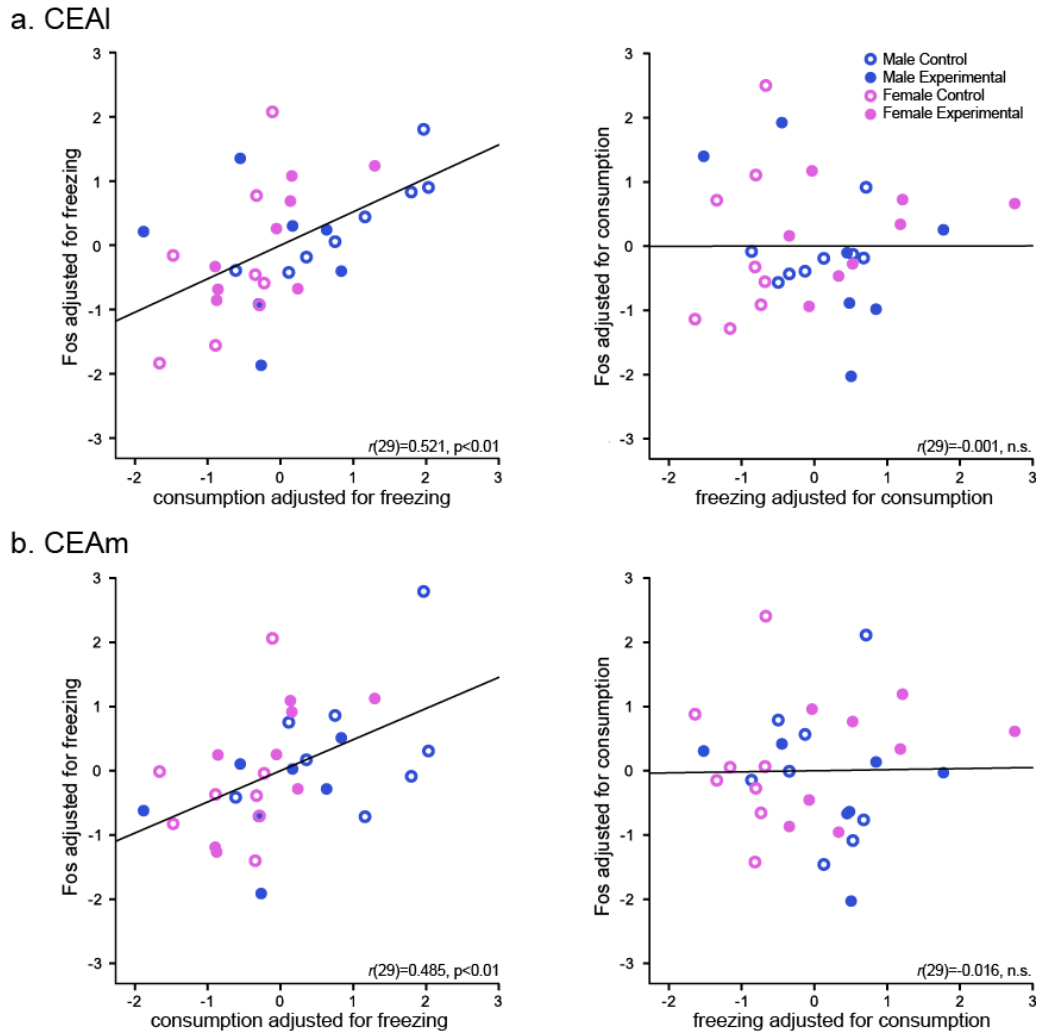 a. CEAl
3
2
1
0
-1
-2
-3
Fos adjusted for freezing
-2 -1 0 1 2 3
r(29)=0.521, p<0.01
consumption adjusted for freezing
Male Control
Male Experimental
Female Control
Female Experimental
3
2
1
0
-1
-2
-3
Fos adjusted for consumption
-2 -1 0 1 2 3
r(29)=-0.001, n.s.
freezing adjusted for consumption
b. CEAm
3
2
1
0
-1
-2
-3
Fos adjusted for freezing
-2 -1 0 1 2 3
r(29)=0.485, p<0.01
consumption adjusted for freezing
3
2
1
0
-1
-2
-3
Fos adjusted for consumption
-2 -1 0 1 2 3
r(29)=-0.016, n.s.
freezing adjusted for consumption